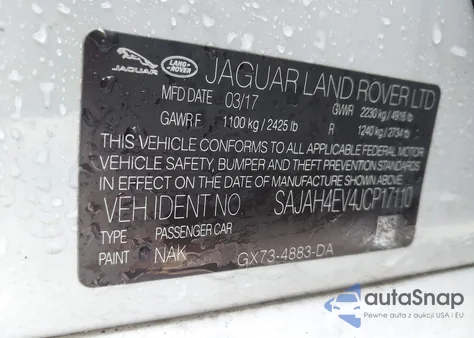 JAGUAR
LAND ROVER
JAGUAR LAND ROVER LTD
MFD DATE 03/17 GVWR 2230 kg / 4916 lb
GAWR F 1100 kg / 2425 lb R 1240 kg / 2734 lb
THIS VEHICLE CONFORMS TO ALL APPLICABLE FEDERAL MOTOR
VEHICLE SAFETY, BUMPER AND THEFT PREVENTION STANDARDS
IN EFFECT ON THE DATE OF MANUFACTURE SHOWN ABOVE.
VEH IDENT NO. SAJAH4EV4JCP17110
TYPE PASSENGER CAR
PAINT NAK GX73-4883-DA
autoSnap
Pewne auta z aukcji USA i EU